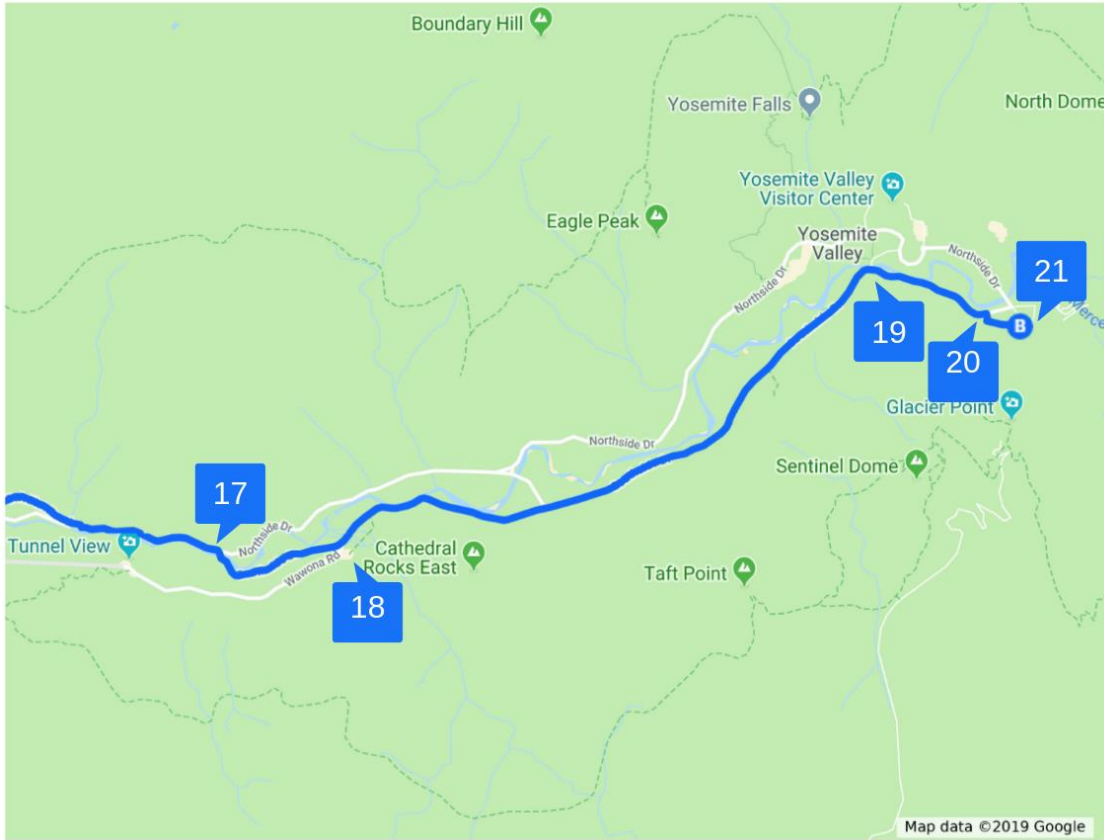 Boundary Hill
Yosemite Falls
North Dome
Yosemite Valley
Visitor Center
Eagle Peak
Yosemite
Valley
Northside Dr
Northside Dr
21
Merce
19
B
20
Glacier Point
Northside Dr
Sentinel Dome
17
Northside Dr
Tunnel View
Wawona Rd
Cathedral
Rocks East
Taft Point
18
Map data ©2019 Google